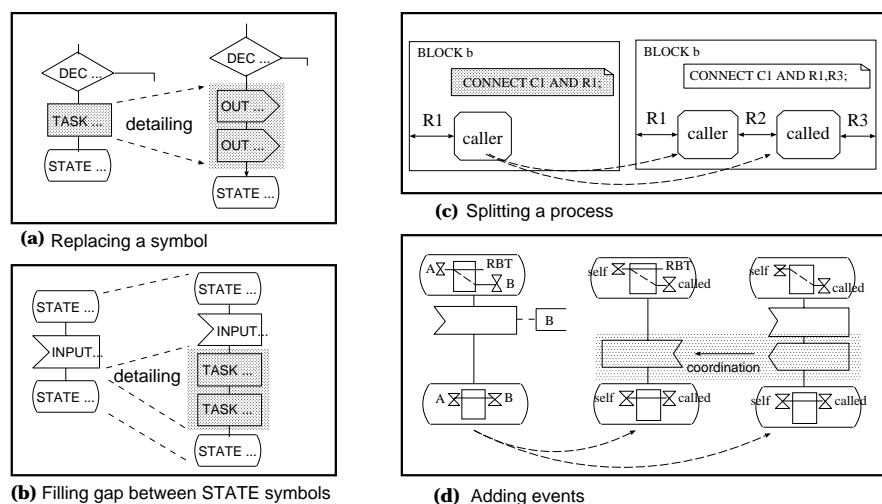 DEC ...
TASK ...
STATE ...
detailing
DEC ...
OUT ...
OUT ...
STATE ...
(a) Replacing a symbol
STATE ...
INPUT...
STATE ...
detailing
STATE ...
INPUT...
TASK ...
TASK ...
STATE ...
(b) Filling gap between STATE symbols
BLOCK b
CONNECT C1 AND R1;
R1
caller
BLOCK b
CONNECT C1 AND R1,R3;
R1
caller
R2
called
R3
(c) Splitting a process
A
RBT
B
B
A
B
self
RBT
called
self
called
coordination
self
called
self
called
(d) Adding events